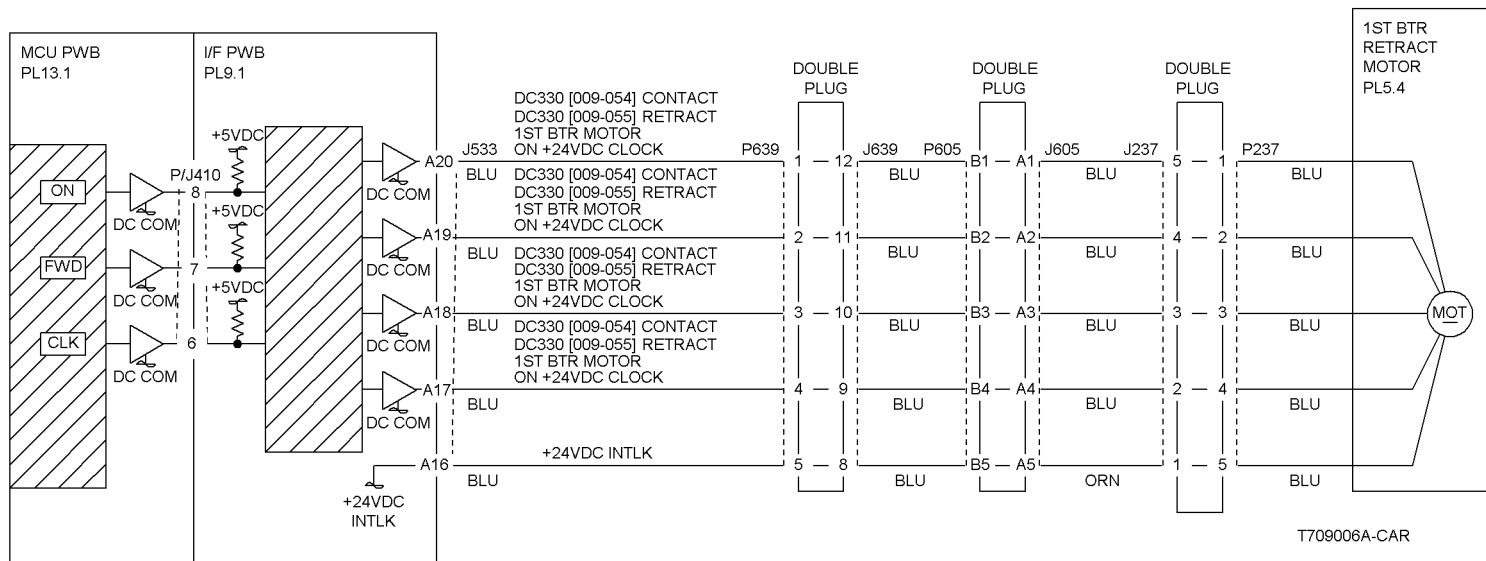 MCU PWB
PL13.1
I/F PWB
PL9.1
1ST BTR
RETRACT
MOTOR
PL5.4
DOUBLE
PLUG
DOUBLE
PLUG
DOUBLE
PLUG
DC330 [009-054] CONTACT
DC330 [009-055] RETRACT
1ST BTR MOTOR
ON +24VDC CLOCK
+5VDC
P/J410
ON
DC COM
8
DC COM
A20
J533
BLU
P639
1
12
J639
BLU
P605
B1
A1
J605
BLU
J237
5
1
P237
BLU
DC330 [009-054] CONTACT
DC330 [009-055] RETRACT
1ST BTR MOTOR
ON +24VDC CLOCK
+5VDC
FWD
DC COM
7
DC COM
A19
BLU
2
11
BLU
B2
A2
BLU
4
2
BLU
DC330 [009-054] CONTACT
DC330 [009-055] RETRACT
1ST BTR MOTOR
ON +24VDC CLOCK
+5VDC
CLK
DC COM
6
DC COM
A18
BLU
3
10
BLU
B3
A3
BLU
3
3
BLU
MOT
DC330 [009-054] CONTACT
DC330 [009-055] RETRACT
1ST BTR MOTOR
ON +24VDC CLOCK
DC COM
A17
BLU
4
9
BLU
B4
A4
BLU
2
4
BLU
+24VDC
INTLK
A16
BLU
+24VDC INTLK
5
8
BLU
B5
A5
ORN
1
5
BLU
T709006A-CAR